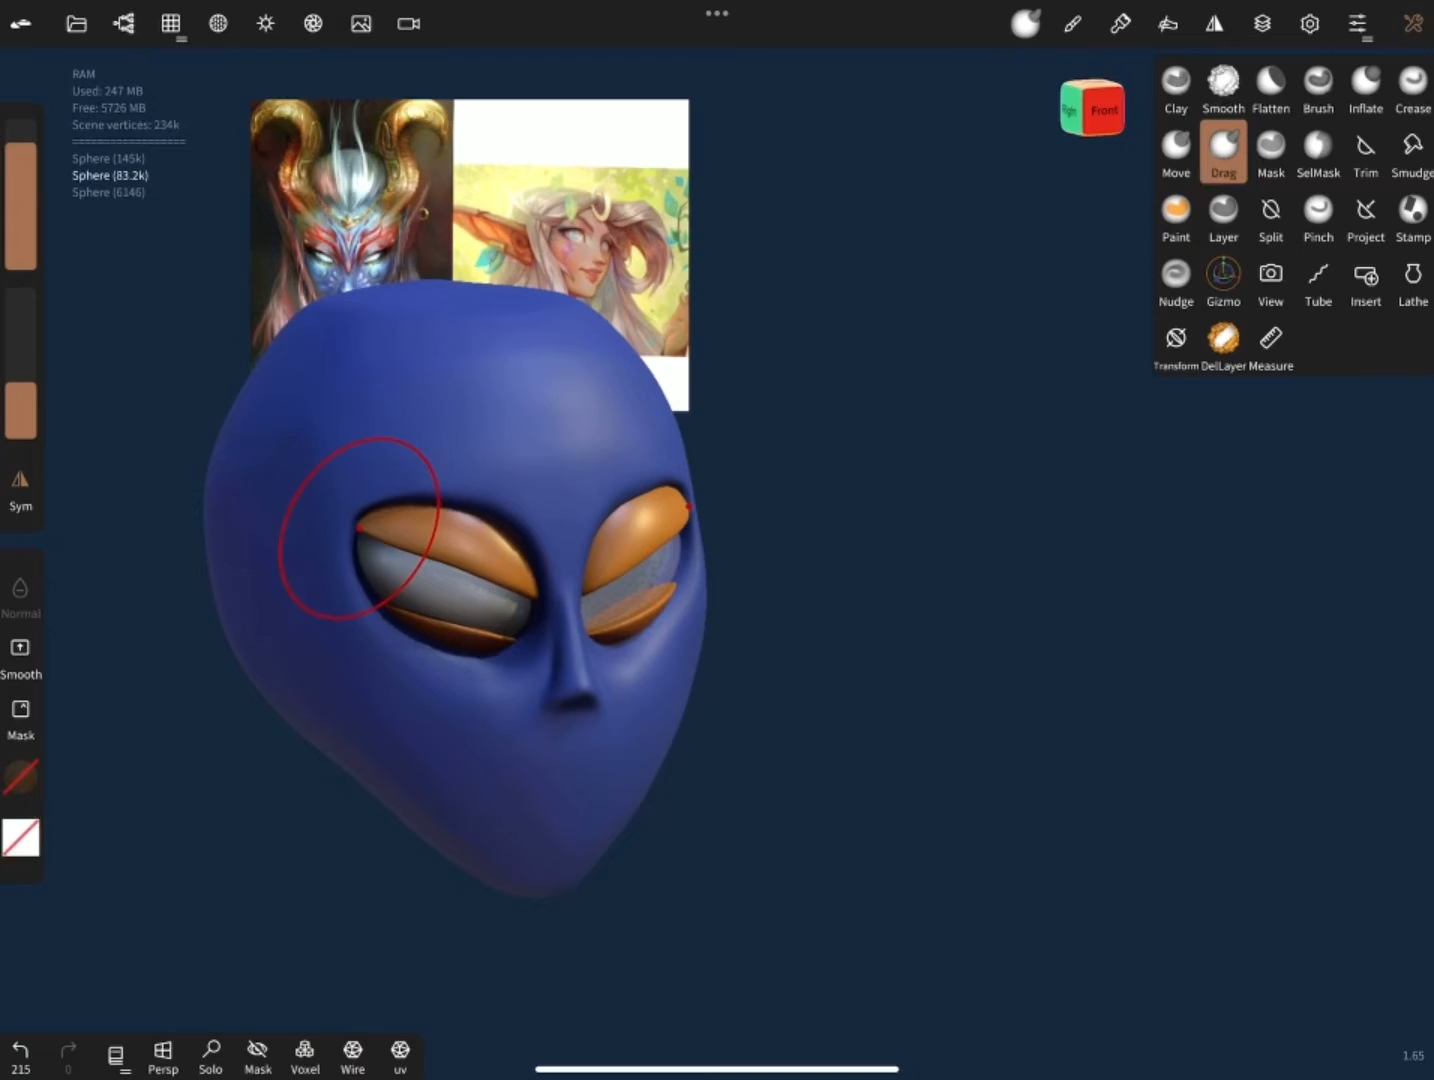 RAM
Used: 247 MB
Free: 5726 MB
Scene vertices: 234k
==================
Sphere (145k)
Sphere (83.2k)
Sphere (6146)
Right
Front
Clay Smooth Flatten Brush Inflate Crease
Move Drag Mask SelMask Trim Smudge
Paint Layer Split Pinch Project Stamp
Nudge Gizmo View Tube Insert Lathe
Transform DelLayer Measure
Sym
Normal
Smooth
Mask
215 0 Persp Solo Mask Voxel Wire uv
1.65